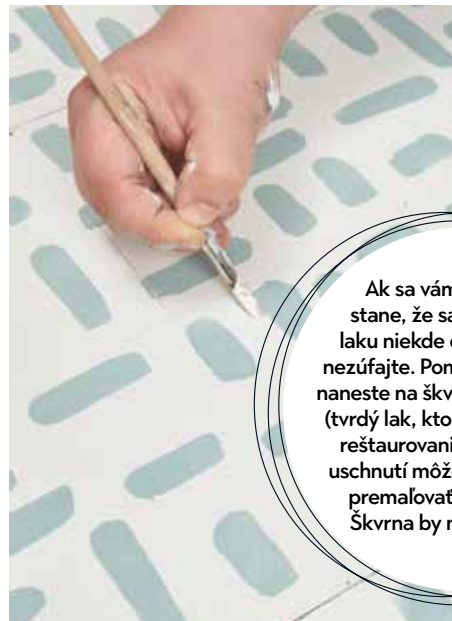 Ak sa vám
stane, že sa
laku niekde
nezúfajte. Pom
naneste na škv
(tvrdý lak, kto
reštaurovani
uschnutí môž
premaľovať
Škvrna by